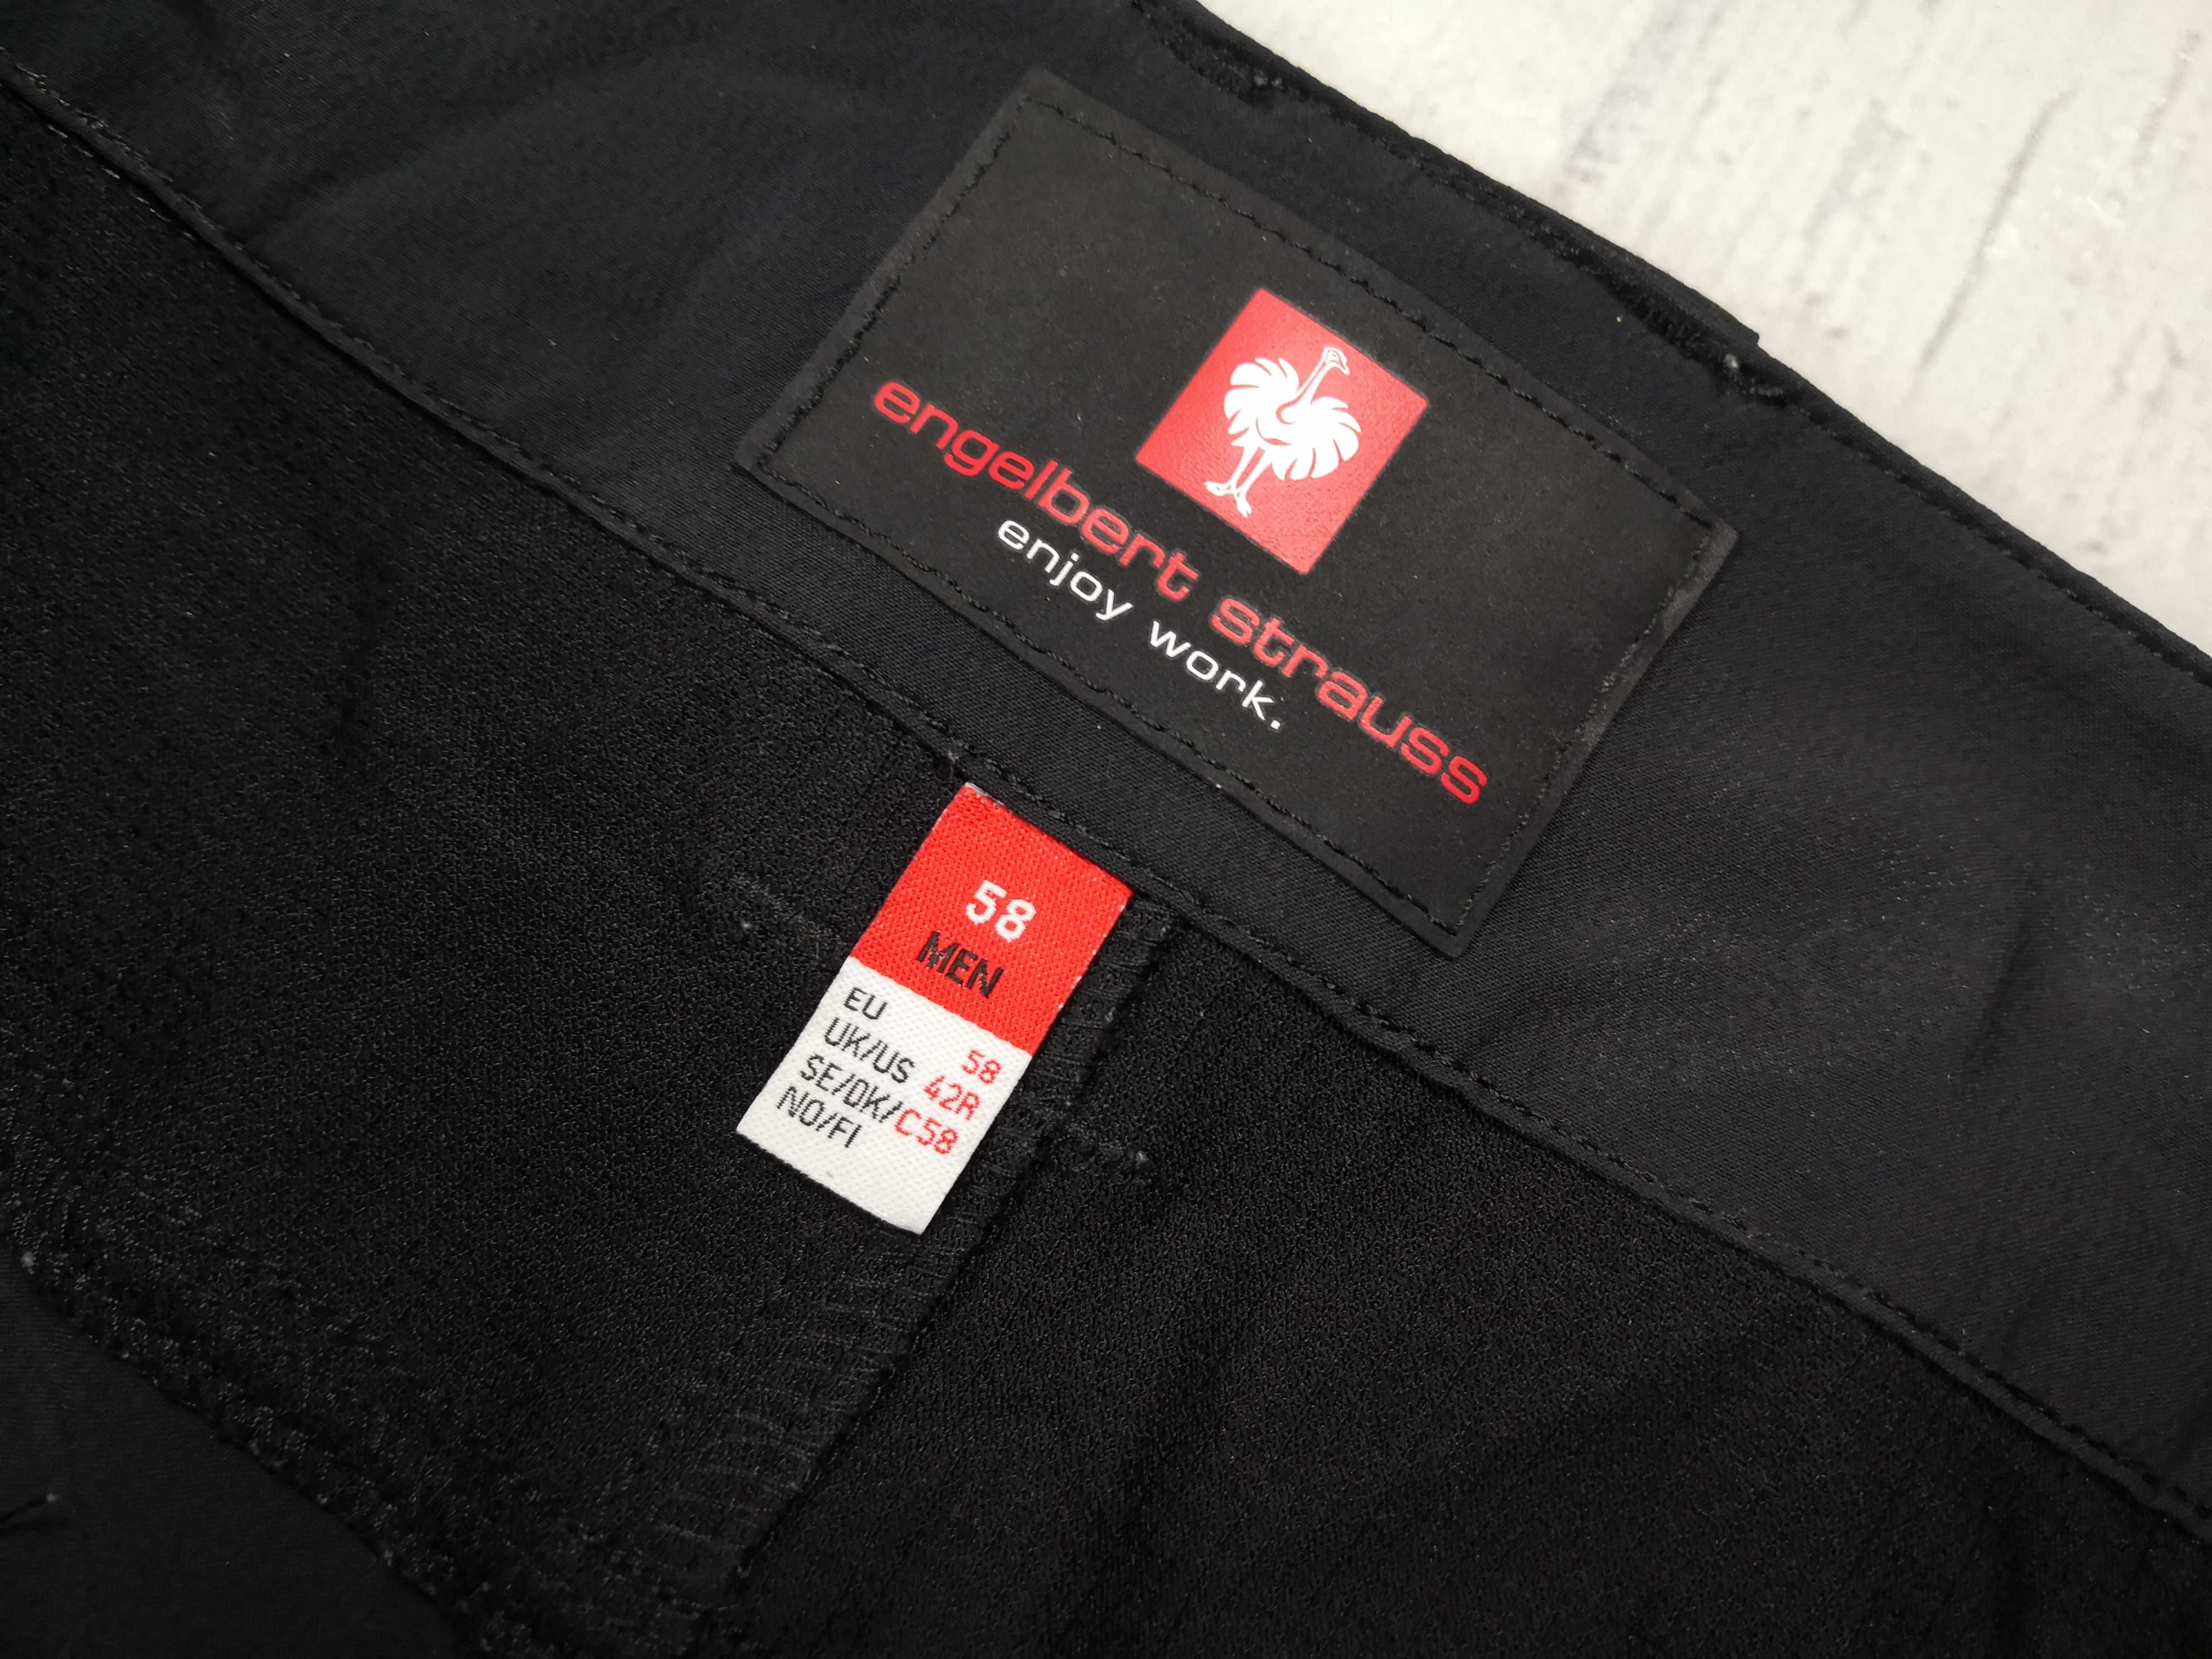 engelbert strauss
enjoy work.
58
MEN
EU 58
UK/US 42R
SE/DK/ C58
NO/FI